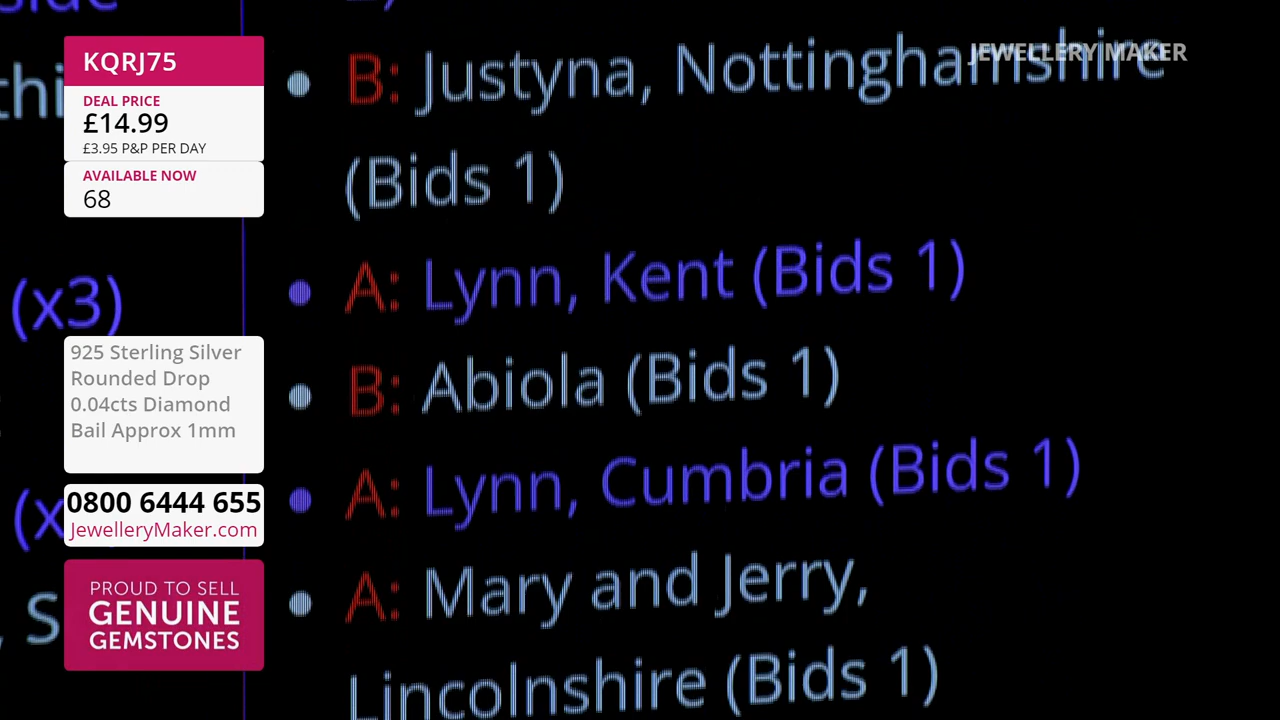 KQRJ75
DEAL PRICE
£14.99
£3.95 P&P PER DAY
AVAILABLE NOW
68
(x3)
925 Sterling Silver
Rounded Drop
0.04cts Diamond
Bail Approx 1mm
0800 6444 655
JewelleryMaker.com
PROUD TO SELL
GENUINE
GEMSTONES
JEWELLERY MAKER
• B: Justyna, Nottinghamshire
(Bids 1)
• A: Lynn, Kent (Bids 1)
• B: Abiola (Bids 1)
• A: Lynn, Cumbria (Bids 1)
• A: Mary and Jerry,
Lincolnshire (Bids 1)